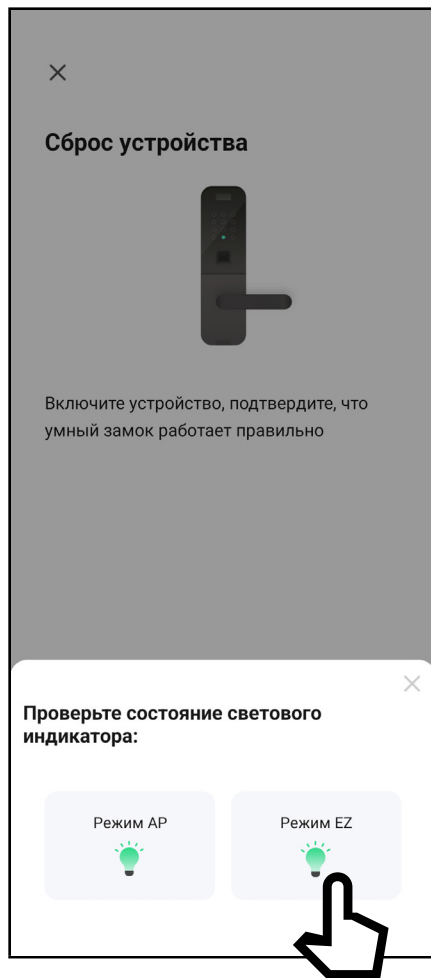 Сброс устройства
Включите устройство, подтвердите, что
умный замок работает правильно
Проверьте состояние светового
индикатора:
Режим AP
Режим EZ